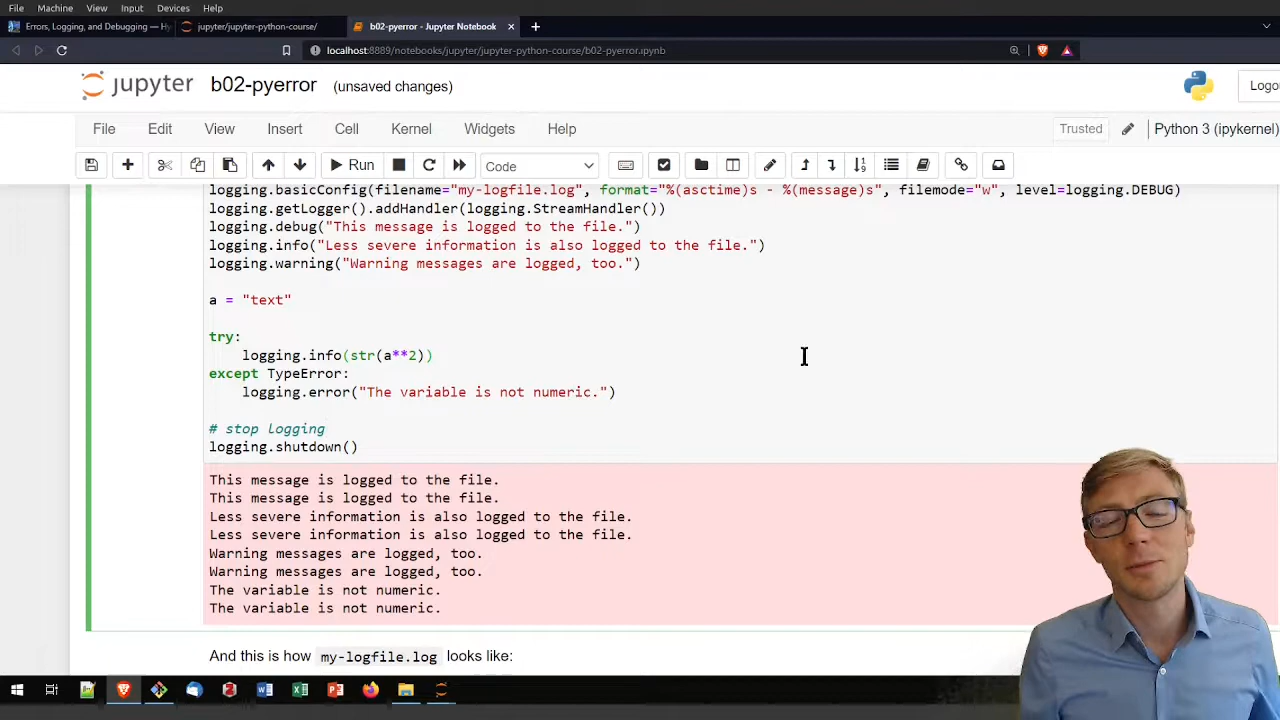 File Machine View Input Devices Help
Errors, Logging, and Debugging — Hy jupyter/jupyter-python-course/ b02-pyerror - Jupyter Notebook
localhost:8889/notebooks/jupyter/jupyter-python-course/b02-pyerror.ipynb
jupyter b02-pyerror (unsaved changes) Logo
File Edit View Insert Cell Kernel Widgets Help Trusted Python 3 (ipykernel)
Run Code
logging.basicConfig(filename="my-logfile.log", format="%(asctime)s - %(message)s", filemode="w", level=logging.DEBUG)
logging.getLogger().addHandler(logging.StreamHandler())
logging.debug("This message is logged to the file.")
logging.info("Less severe information is also logged to the file.")
logging.warning("Warning messages are logged, too.")
a = "text"
try:
logging.info(str(a**2))
except TypeError:
logging.error("The variable is not numeric.")
# stop logging
logging.shutdown()
This message is logged to the file.
This message is logged to the file.
Less severe information is also logged to the file.
Less severe information is also logged to the file.
Warning messages are logged, too.
Warning messages are logged, too.
The variable is not numeric.
The variable is not numeric.
And this is how my-logfile.log looks like: